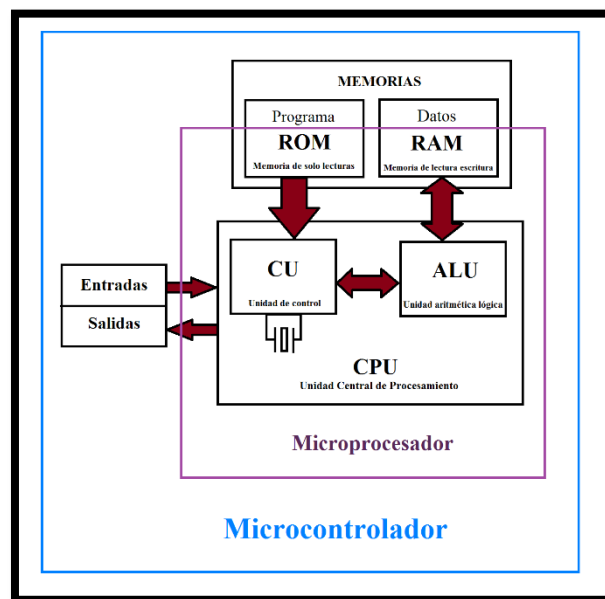 MEMORIAS
Programa
ROM
Memoria de solo lecturas
Datos
RAM
Memoria de lectura escritura
Entradas
Salidas
CU
Unidad de control
ALU
Unidad aritmética lógica
CPU
Unidad Central de Procesamiento
Microprocesador
Microcontrolador